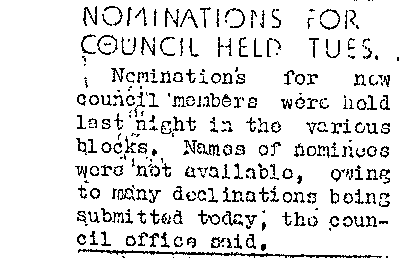 NOMINATIONS FOR
COUNCIL HELD TUES.
Nominations for new
council members were held
last night in the various
blocks. Names of nominees
were not available, owing
to many declinations being
submitted today, the coun-
cil office said.